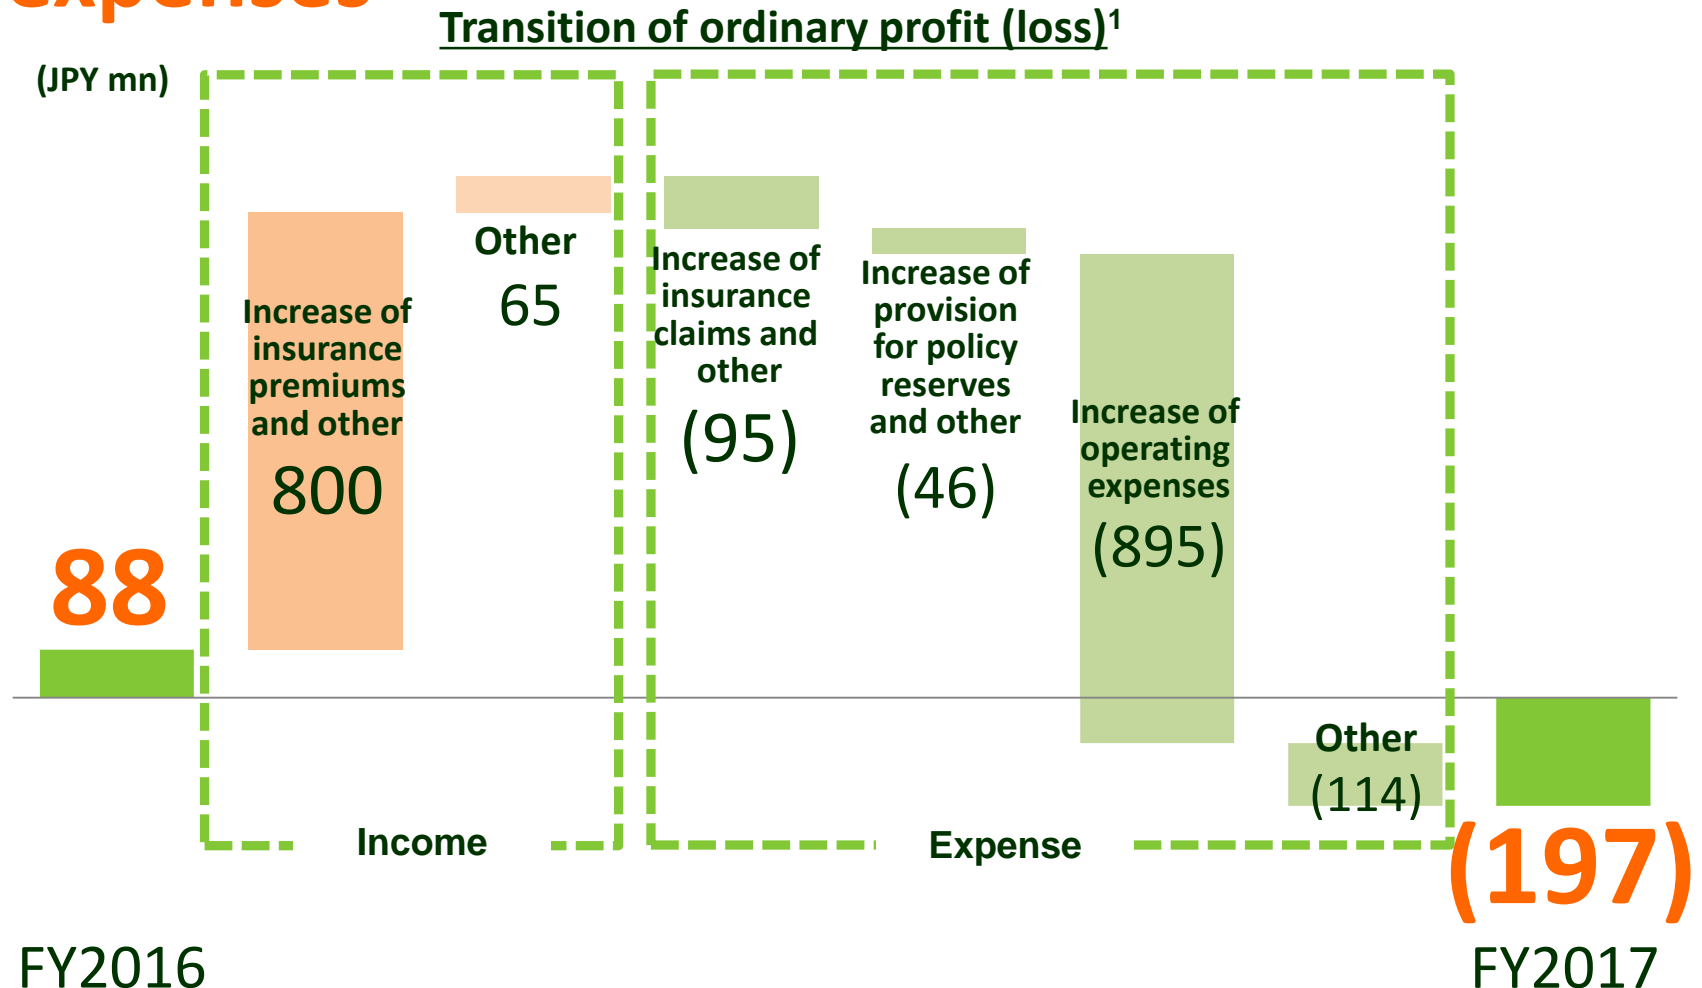 expenses
Transition of ordinary profit (loss)¹
(JPY mn)
88
Increase of
insurance
premiums
and other
800
Other
65
Increase of
insurance
claims and
other
(95)
Increase of
provision
for policy
reserves
and other
(46)
Increase of
operating
expenses
(895)
Other
(114)
(197)
Income
Expense
FY2016
FY2017